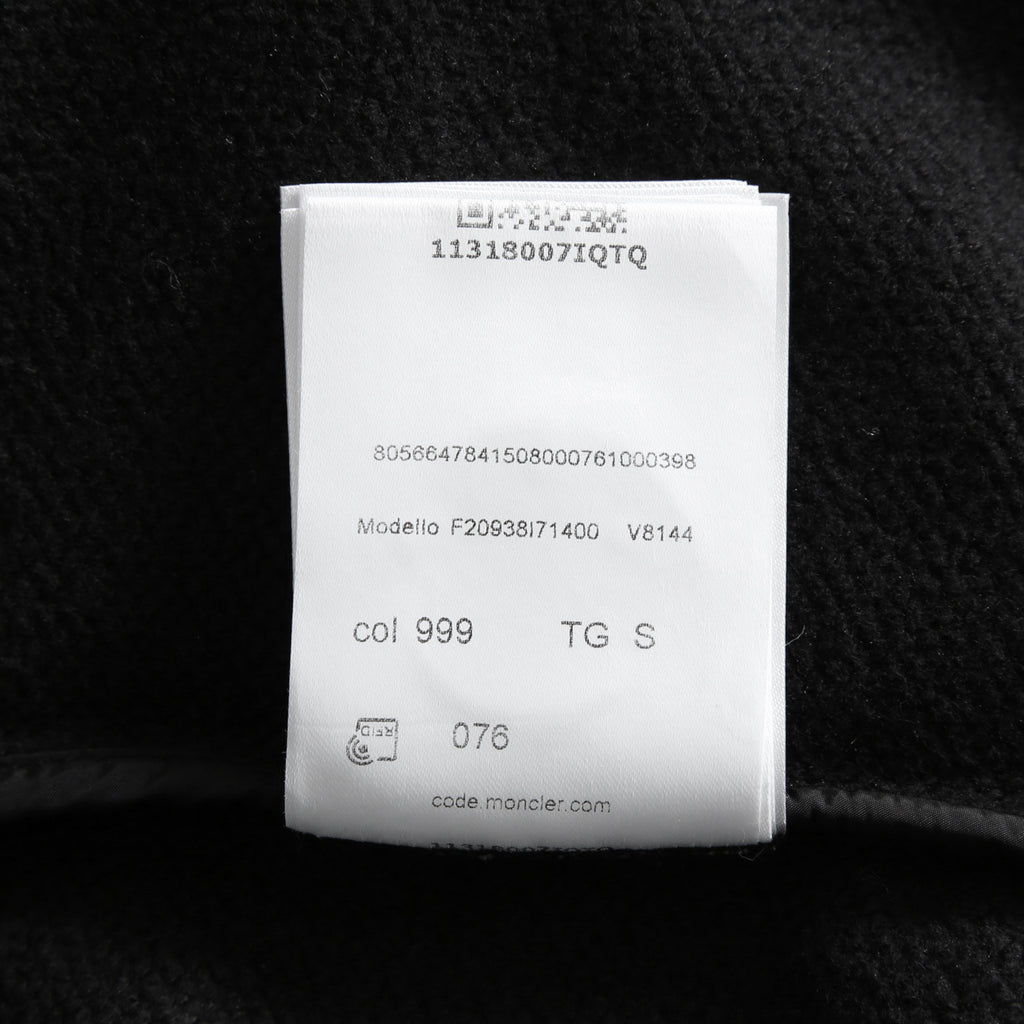 11318007IQTQ
8056647841508000761000398
Modello F20938I71400 V8144
col 999 TG S
RFID 076
code.moncler.com